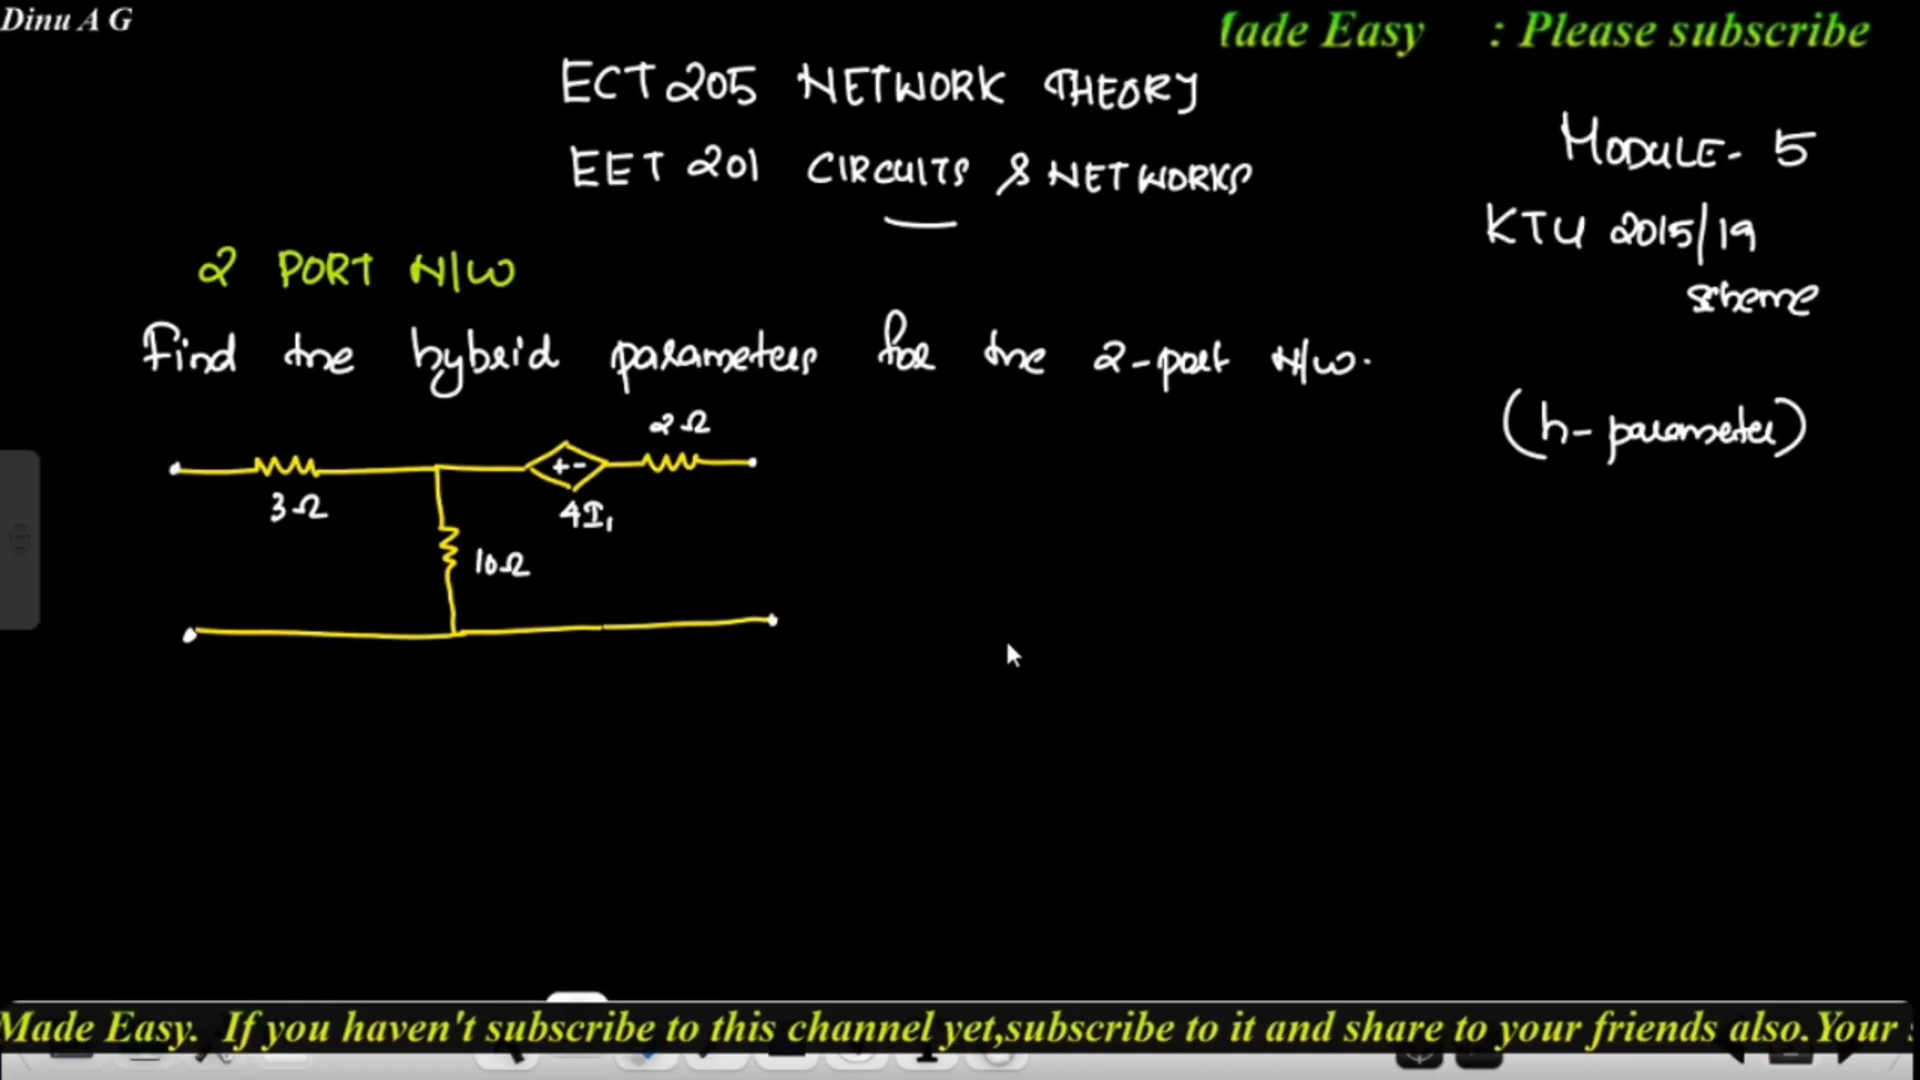 Dinu A G
Made Easy : Please subscribe
ECT 205 NETWORK THEORY
EET 201 CIRCUITS & NETWORKS
MODULE - 5
KTU 2015/19
scheme
2 PORT N/W
Find the hybrid parameters for the 2-port N/W.
(h-parameter)
2Ω
+ -
3Ω
4I₁
10Ω
Made Easy. If you haven't subscribe to this channel yet,subscribe to it and share to your friends also.Your